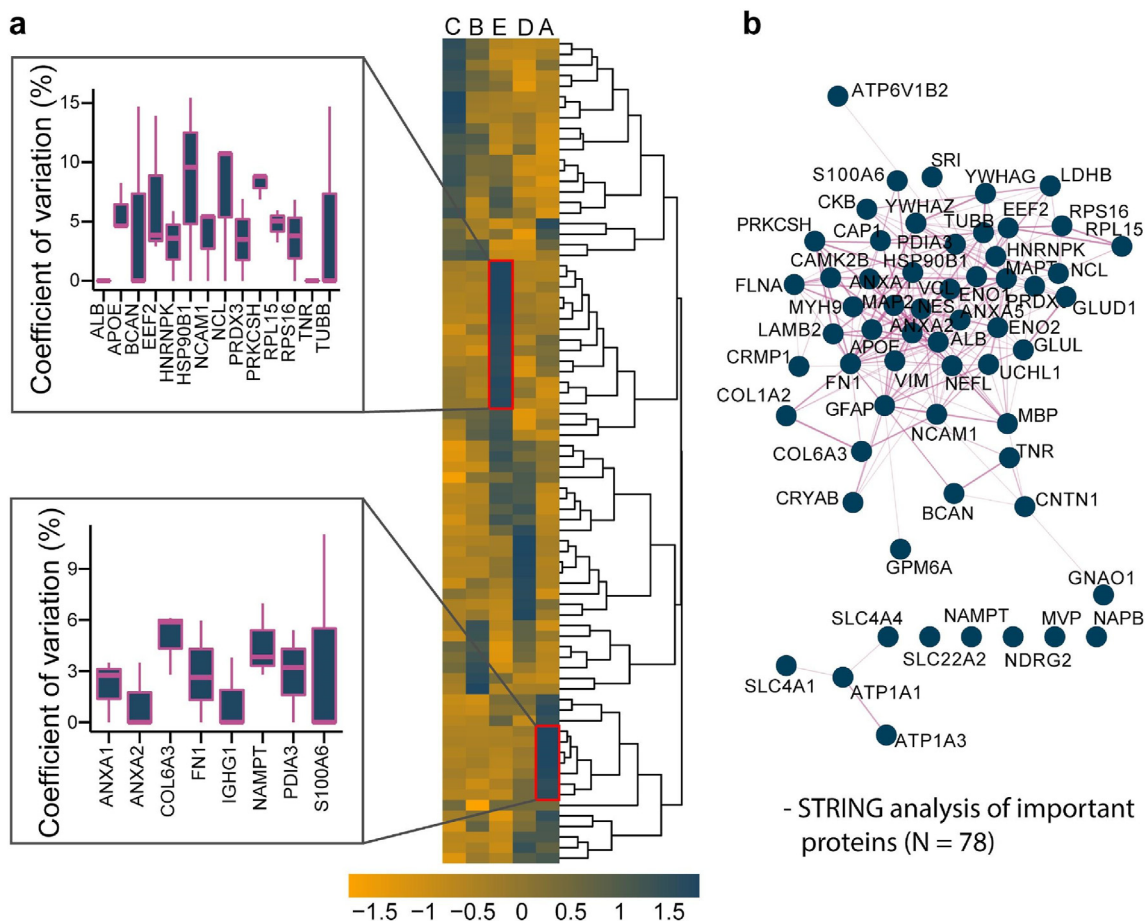 a
C B E D A
Coefficient of variation (%)
15
10
5
0
ALB
APOE
BCAN
EEF2
HNRNPK
HSP90B1
NCAM1
NCL
PRDX3
PRKCSH
RPL15
RPS16
TNR
TUBB
Coefficient of variation (%)
9
6
3
0
ANXA1
ANXA2
COL6A3
FN1
IGHG1
NAMPT
PDIA3
S100A6
−1.5 −1 −0.5 0 0.5 1 1.5
b
ATP6V1B2
S100A6
SRI
YWHAG
LDHB
CKB
YWHAZ
TUBB
EEF2
RPS16
PRKCSH
CAP1
PDIA3
HNRNPK
RPL15
CAMK2B
HSP90B1
MAPT
NCL
FLNA
ANXA1
VCL
ENO1
PRDX
GLUD1
MYH9
MAP2
NES
ANXA5
LAMB2
ANXA2
ALB
ENO2
GLUL
CRMP1
APOE
FN1
VIM
NEFL
UCHL1
COL1A2
GFAP
NCAM1
MBP
COL6A3
TNR
CRYAB
BCAN
CNTN1
GPM6A
GNAO1
SLC4A4
NAMPT
MVP
NAPB
SLC22A2
NDRG2
SLC4A1
ATP1A1
ATP1A3
- STRING analysis of important
proteins (N = 78)